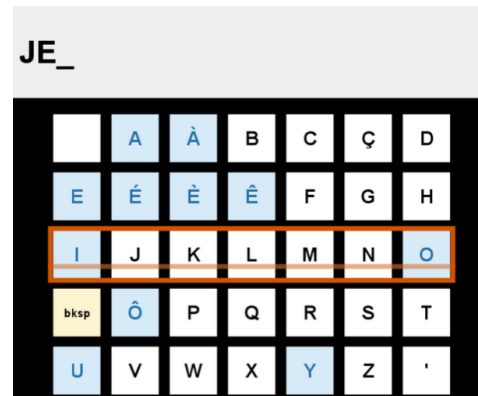 JE_
A À B C Ç D
E É È Ê F G H
I J K L M N O
bksp Ô P Q R S T
U V W X Y Z '